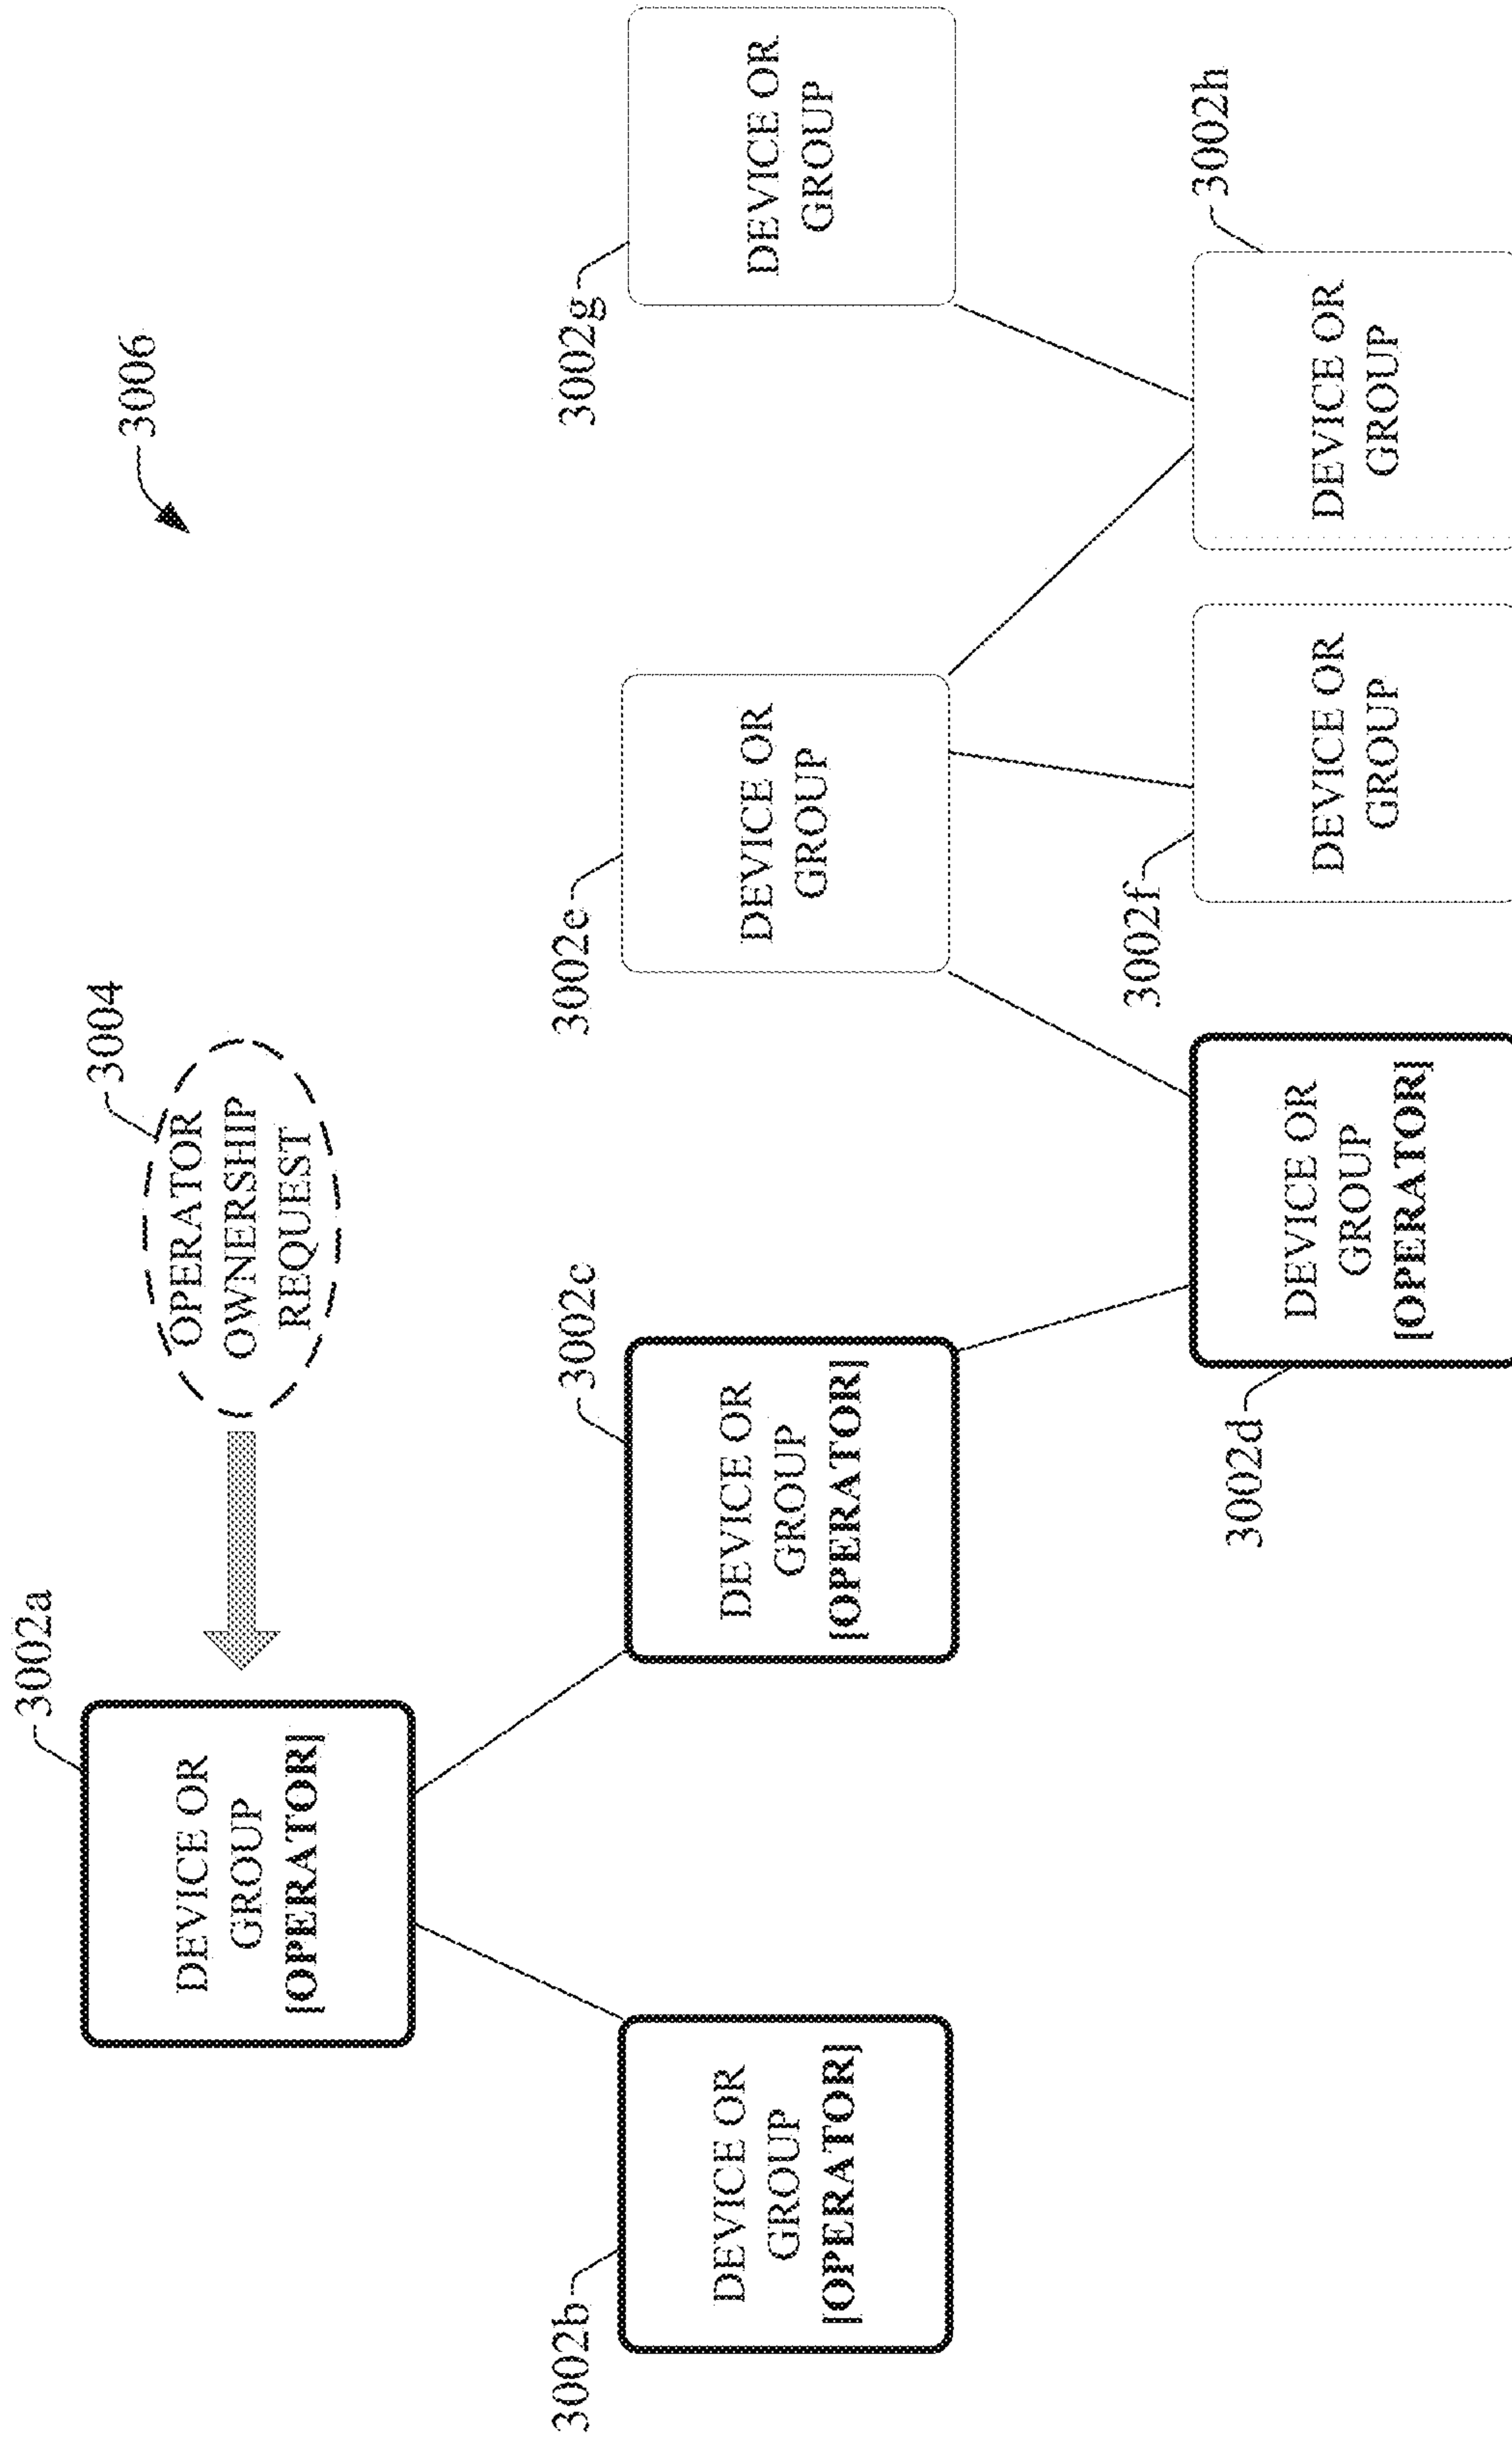 3006
3004
OPERATOR
OWNERSHIP
REQUEST
3002a
DEVICE OR
GROUP
[OPERATOR]
3002b
DEVICE OR
GROUP
[OPERATOR]
3002c
DEVICE OR
GROUP
[OPERATOR]
3002e
DEVICE OR
GROUP
3002g
DEVICE OR
GROUP
3002d
DEVICE OR
GROUP
[OPERATOR]
3002f
DEVICE OR
GROUP
3002h
DEVICE OR
GROUP